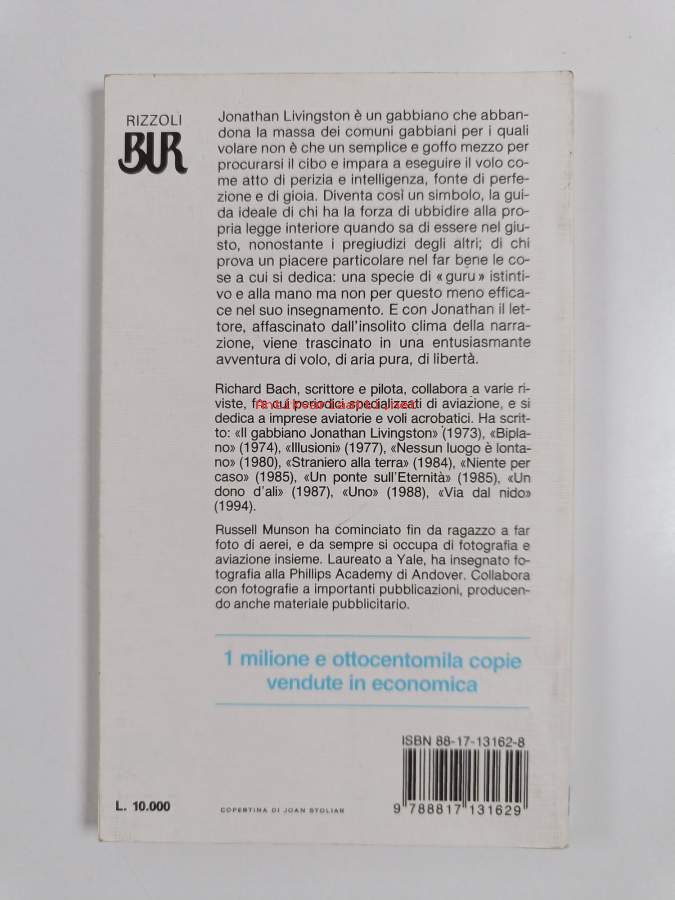 RIZZOLI
BUR
Jonathan Livingston è un gabbiano che abban-
dona la massa dei comuni gabbiani per i quali
volare non è che un semplice e goffo mezzo per
procurarsi il cibo e impara a eseguire il volo co-
me atto di perizia e intelligenza, fonte di perfe-
zione e di gioia. Diventa così un simbolo, la gui-
da ideale di chi ha la forza di ubbidire alla pro-
pria legge interiore quando sa di essere nel giu-
sto, nonostante i pregiudizi degli altri; di chi
prova un piacere particolare nel far bene le co-
se a cui si dedica: una specie di «guru» istinti-
vo e alla mano ma non per questo meno effica-
ce nel suo insegnamento. E con Jonathan il let-
tore, affascinato dall'insolito clima della narra-
zione, viene trascinato in una entusiasmante
avventura di volo, di aria pura, di libertà.
Richard Bach, scrittore e pilota, collabora a varie ri-
viste, fra cui periodici specializzati di aviazione, e si
dedica a imprese aviatorie e voli acrobatici. Ha scrit-
to: «Il gabbiano Jonathan Livingston» (1973), «Bipla-
no» (1974), «Illusioni» (1977), «Nessun luogo è lonta-
no» (1980), «Straniero alla terra» (1984), «Niente per
caso» (1985), «Un ponte sull'Eternità» (1985), «Un
dono d'ali» (1987), «Uno» (1988), «Via dal nido»
(1994).
Russell Munson ha cominciato fin da ragazzo a far
foto di aerei, e da sempre si occupa di fotografia e
aviazione insieme. Laureato a Yale, ha insegnato fo-
tografia alla Phillips Academy di Andover. Collabora
con fotografie a importanti pubblicazioni, producen-
do anche materiale pubblicitario.
1 milione e ottocentomila copie
vendute in economica
ISBN 88-17-13162-8
9 788817 131629
L. 10.000
COPERTINA DI JOAN STOLIAR